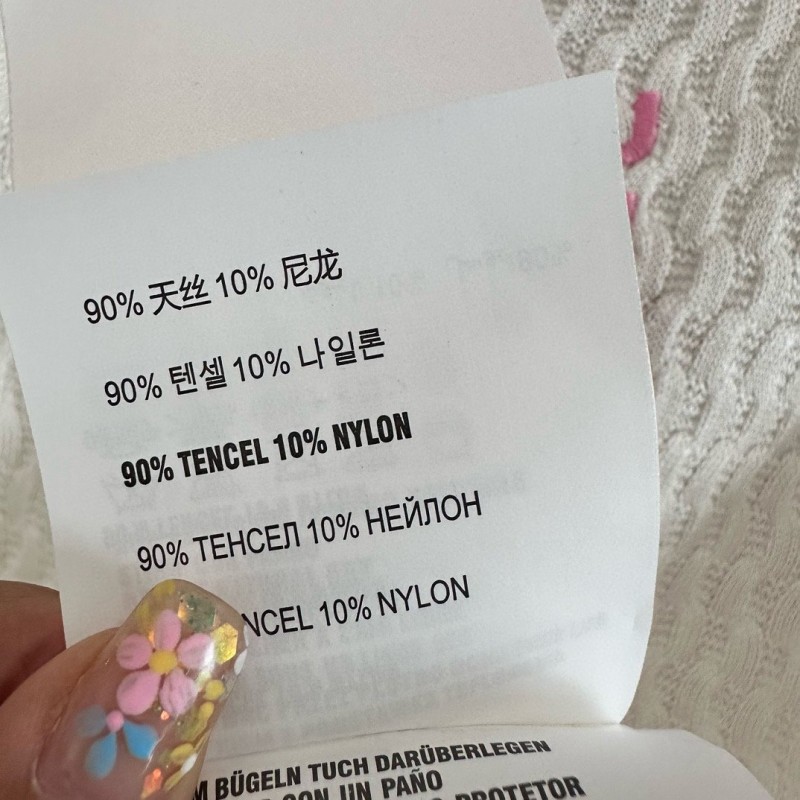 90% 天丝 10% 尼龙
90% 텐셀 10% 나일론
90% TENCEL 10% NYLON
90% ТЕНСЕЛ 10% НЕЙЛОН
10% NYLON
BÜGELN TUCH DARÜBERLEGEN
CON UN PAÑO
PROTETOR